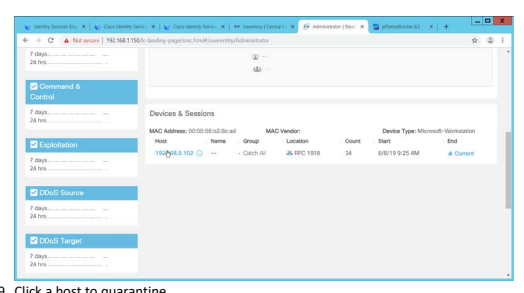 Identity Services Eng
Cisco Identity Servic
Cisco Identity Servic
Inventory | Central M
Administrator | Steal
pfServerRunner.ps1
Not secure | 192.168.1.150/lc-landing-page/smc.html#/userentity/Administrator
7 days
24 hrs
Command &
Control
7 days
24 hrs
Exploitation
7 days
24 hrs
DDoS Source
7 days
24 hrs
DDoS Target
7 days
24 hrs
Devices & Sessions
MAC Address: 00:50:56:b2:8c:ad MAC Vendor: Device Type: Microsoft-Workstation
Host Name Group Location Count Start End
192.168.8.102 -- Catch All RFC 1918 34 8/8/19 9:25 AM Current
9. Click a host to quarantine